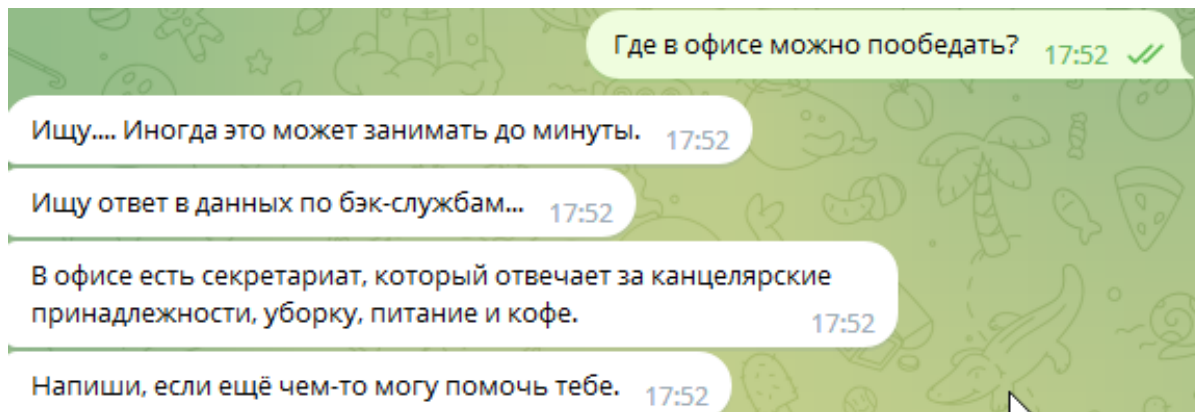 Где в офисе можно пообедать? 17:52
Ищу.... Иногда это может занимать до минуты. 17:52
Ищу ответ в данных по бэк-службам... 17:52
В офисе есть секретариат, который отвечает за канцелярские
принадлежности, уборку, питание и кофе. 17:52
Напиши, если ещё чем-то могу помочь тебе. 17:52